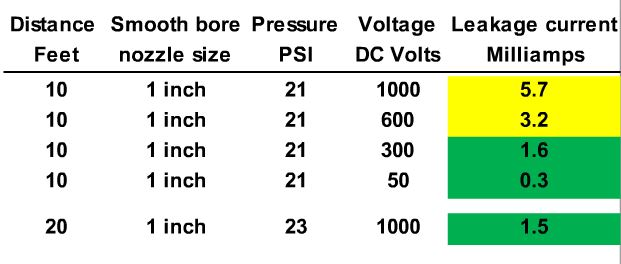 Distance Smooth bore Pressure Voltage Leakage current
Feet nozzle size PSI DC Volts Milliamps
10 1 inch 21 1000 5.7
10 1 inch 21 600 3.2
10 1 inch 21 300 1.6
10 1 inch 21 50 0.3
20 1 inch 23 1000 1.5